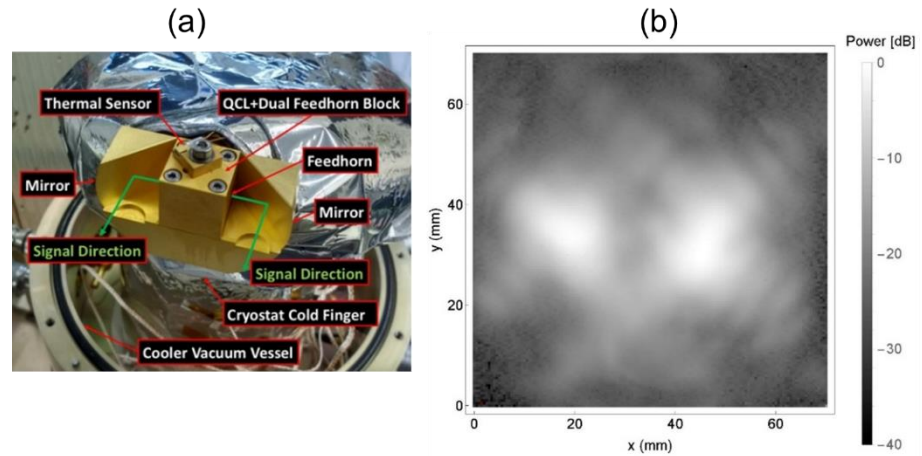 (a)
Thermal Sensor
QCL+Dual Feedhorn Block
Feedhorn
Mirror
Mirror
Signal Direction
Signal Direction
Cryostat Cold Finger
Cooler Vacuum Vessel
(b)
Power [dB]
60
40
20
0
y (mm)
0 20 40 60
x (mm)
0
−10
−20
−30
−40